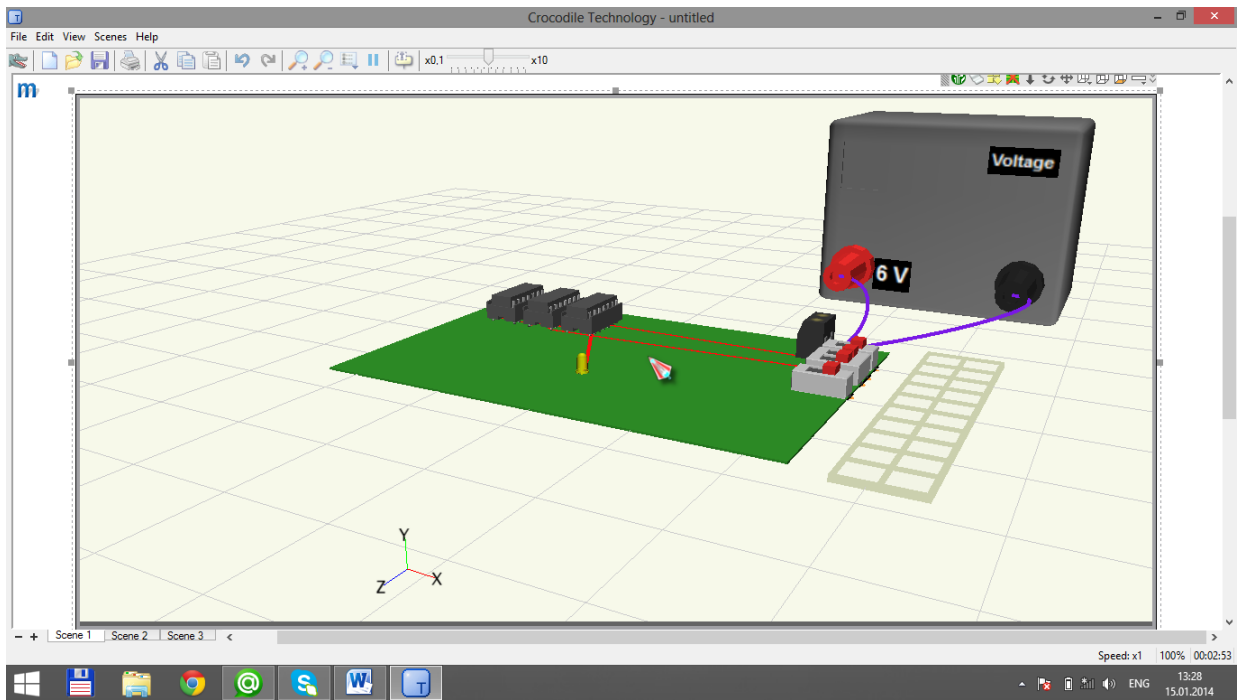 Crocodile Technology - untitled
File Edit View Scenes Help
x0,1 x10
m
Voltage
6 V
Y
Z X
Scene 1 Scene 2 Scene 3
Speed: x1 100% 00:02:53
W T
ENG 13:28
15.01.2014